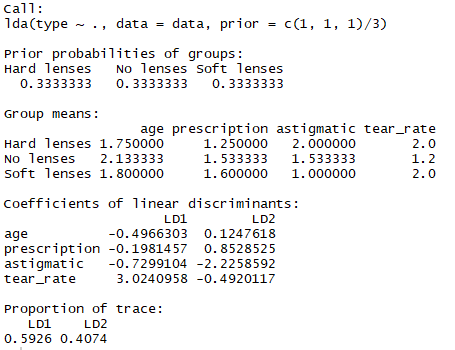 Call:
lda(type ~ ., data = data, prior = c(1, 1, 1)/3)
Prior probabilities of groups:
Hard lenses   No lenses Soft lenses
  0.3333333   0.3333333   0.3333333
Group means:
                 age prescription astigmatic tear_rate
Hard lenses 1.750000     1.250000   2.000000       2.0
No lenses   2.133333     1.533333   1.533333       1.2
Soft lenses 1.800000     1.600000   1.000000       2.0
Coefficients of linear discriminants:
                    LD1        LD2
age          -0.4966303  0.1247618
prescription -0.1981457  0.8528525
astigmatic   -0.7299104 -2.2258592
tear_rate     3.0240958 -0.4920117
Proportion of trace:
   LD1    LD2
0.5926 0.4074